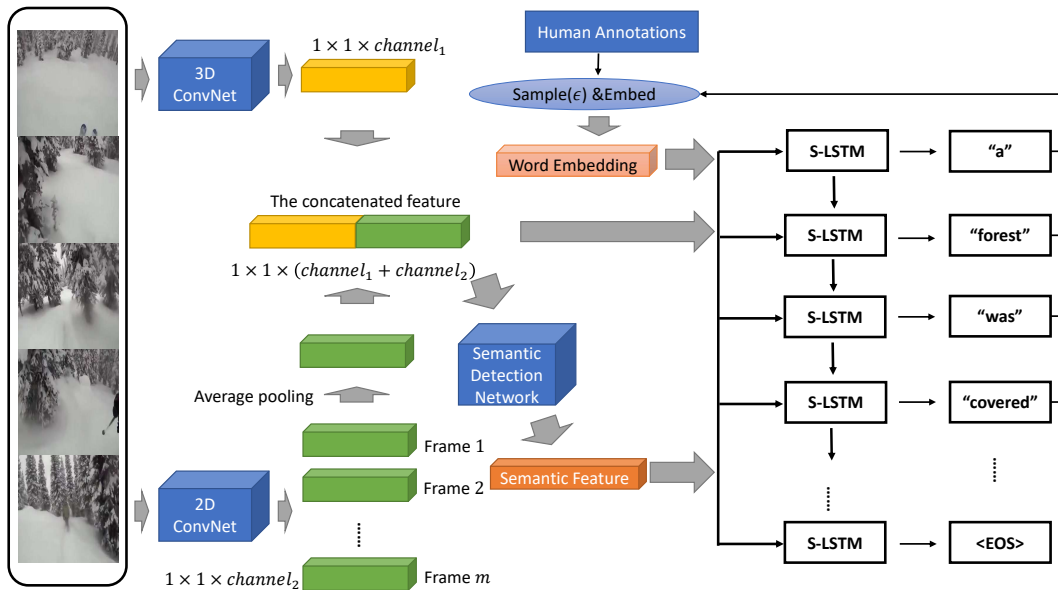 3D
ConvNet
1 × 1 × channel₁
Human Annotations
Sample(ϵ) &Embed
Word Embedding
The concatenated feature
1 × 1 × (channel₁ + channel₂)
Semantic
Detection
Network
Average pooling
Frame 1
Frame 2
Semantic Feature
2D
ConvNet
1 × 1 × channel₂
Frame m
S-LSTM
"a"
S-LSTM
"forest"
S-LSTM
"was"
S-LSTM
"covered"
S-LSTM
<EOS>